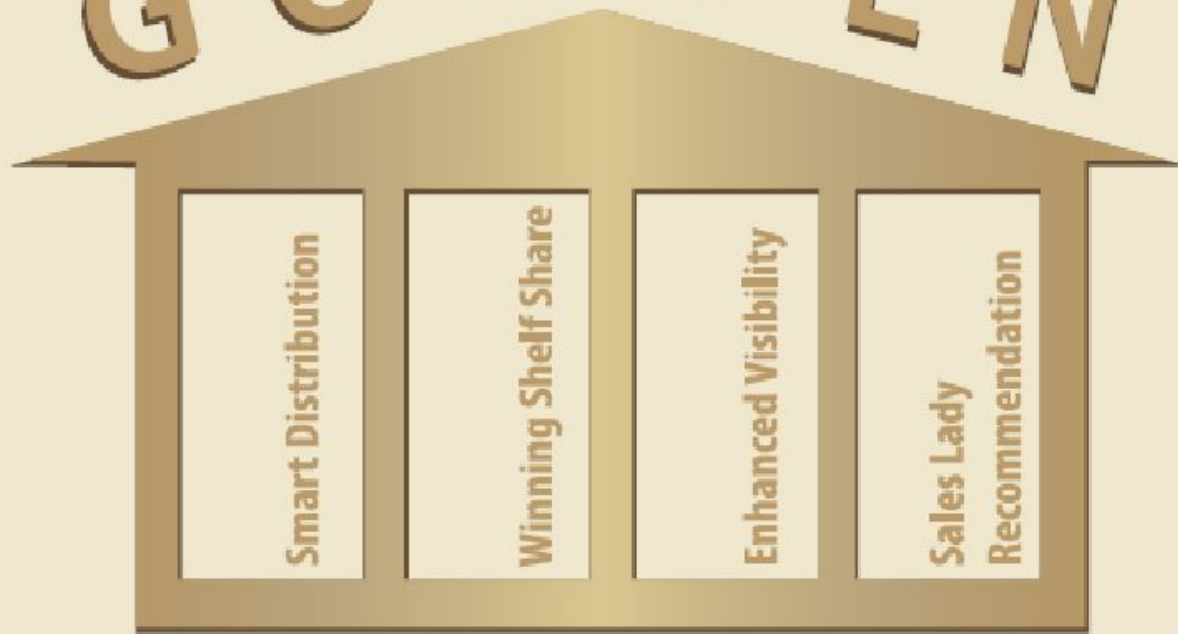 Smart Distribution
Winning Shelf Share
Enhanced Visibility
Sales Lady
Recommendation